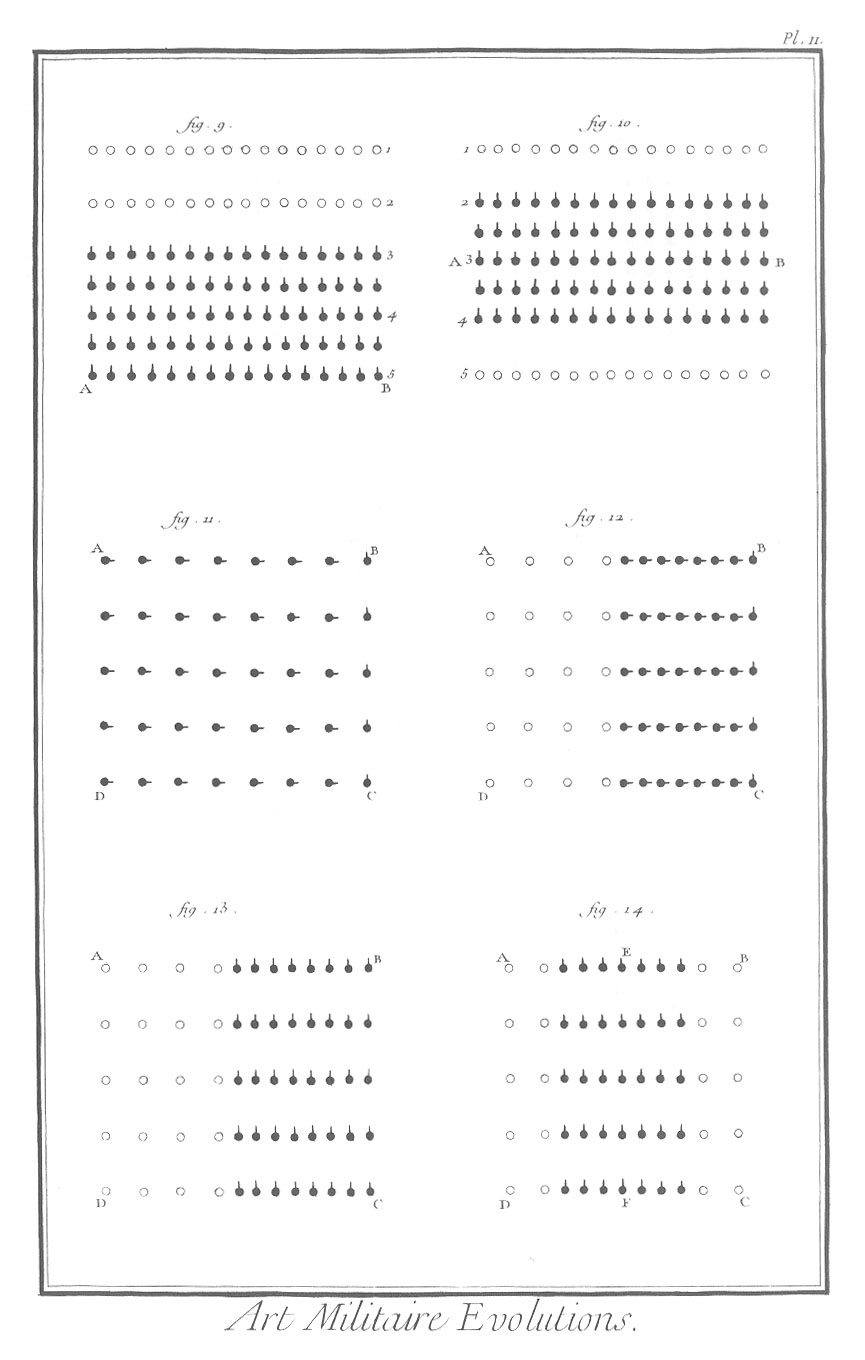 Pl. II.
fig. 9.
1
2
3
4
5
A B
fig. 10.
1
2
A 3 B
4
5
fig. 11.
A B
D C
fig. 12.
A B
D C
fig. 13.
A B
D C
fig. 14.
E
A B
D F C
Art Militaire Evolutions.